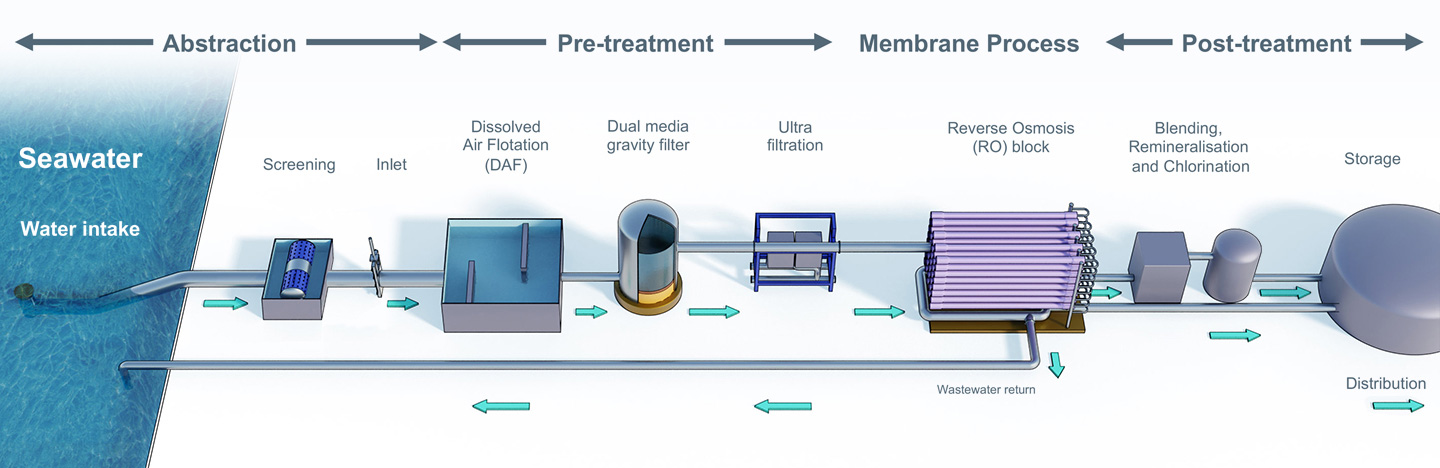 Abstraction
Pre-treatment
Membrane Process
Post-treatment
Seawater
Water intake
Screening
Inlet
Dissolved
Air Flotation
(DAF)
Dual media
gravity filter
Ultra
filtration
Reverse Osmosis
(RO) block
Blending,
Remineralisation
and Chlorination
Storage
Wastewater return
Distribution